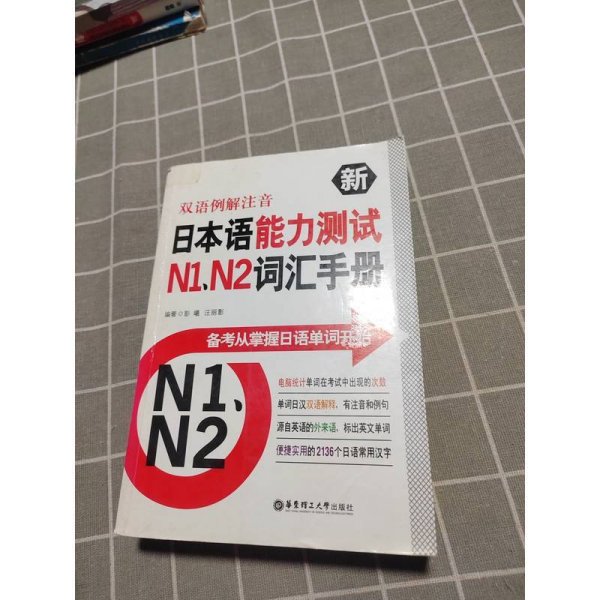 新
双语例解注音
日本语能力测试
N1、N2词汇手册
编著◎彭 曦 汪丽影
备考从掌握日语单词开始
N1、
N2
电脑统计单词在考试中出现的次数
单词日汉双语解释，有注音和例句
源自英语的外来语，标出英文单词
便捷实用的2136个日语常用汉字
华东理工大学出版社